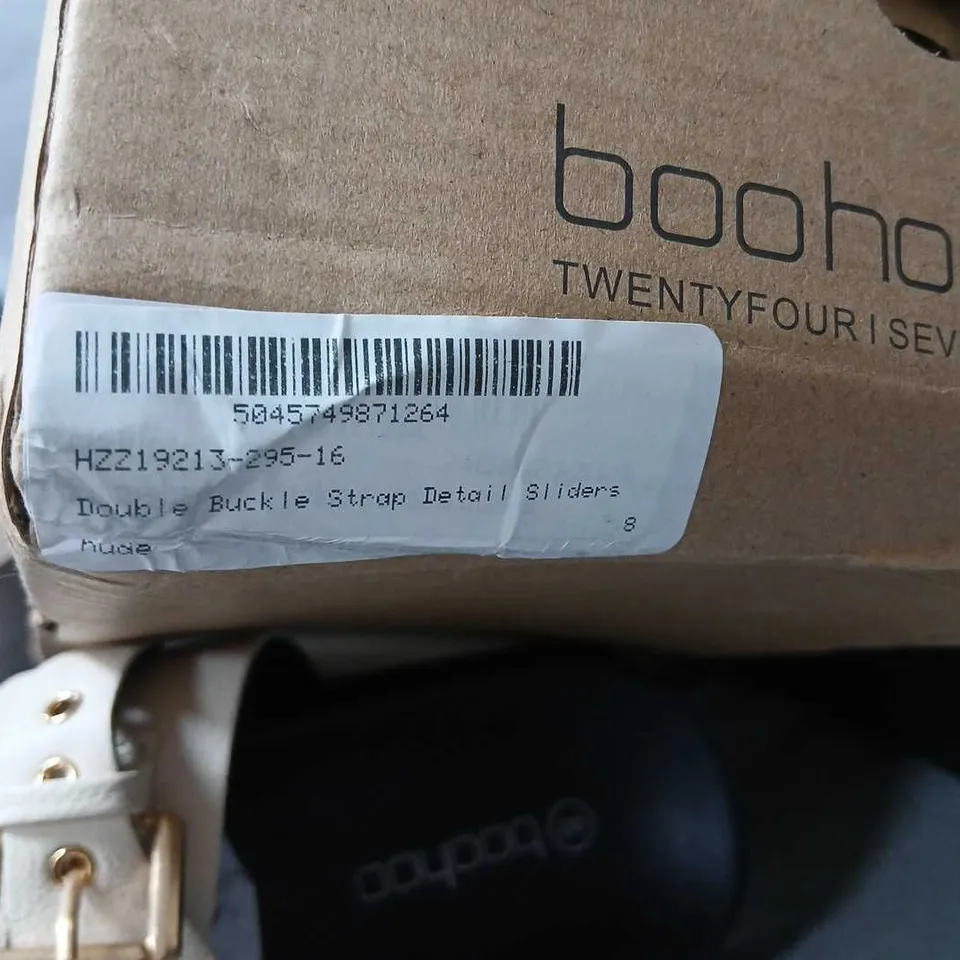 booho
TWENTYFOUR | SEV
5045749871264
HZZ19213-295-16
Double Buckle Strap Detail Sliders
8
nude
boohoo